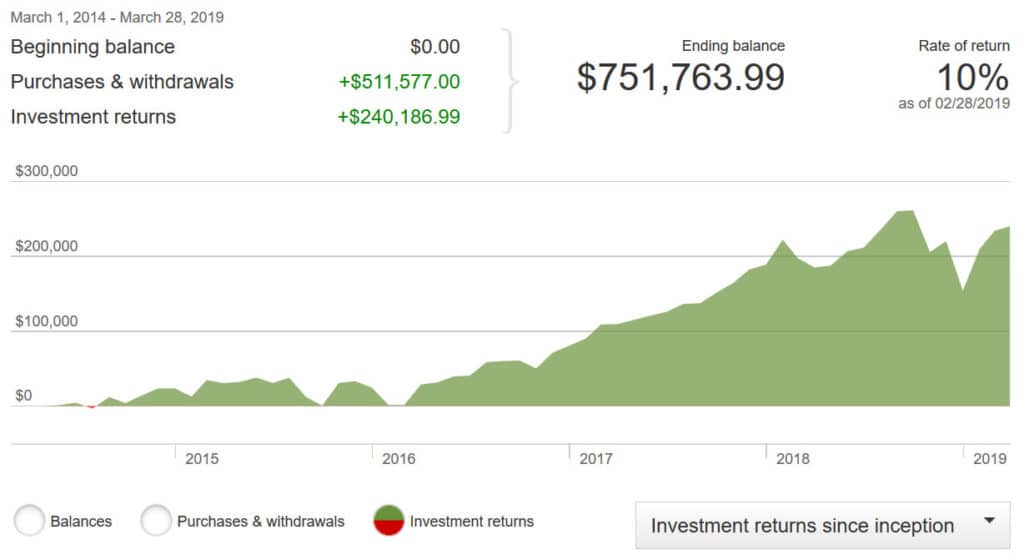 March 1, 2014 - March 28, 2019
Beginning balance $0.00
Purchases & withdrawals +$511,577.00
Investment returns +$240,186.99
Ending balance
$751,763.99
Rate of return
10%
as of 02/28/2019
$300,000
$200,000
$100,000
$0
2015 2016 2017 2018 2019
Balances Purchases & withdrawals Investment returns
Investment returns since inception